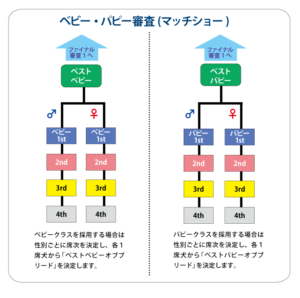 ベビー・パピー審査(マッチショー)
ファイナル
審査1へ
ベスト
ベビー
♂
♀
ベビー
1st
ベビー
1st
2nd
2nd
3rd
3rd
4th
4th
ベビークラスを採用する場合は
性別ごとに席次を決定し、各1
席犬から「ベストベビーオブブ
リード」を決定します。
ファイナル
審査1へ
ベスト
パピー
♂
♀
パピー
1st
パピー
1st
2nd
2nd
3rd
3rd
4th
4th
パピークラスを採用する場合は
性別ごとに席次を決定し、各1
席犬から「ベストパピーオブブ
リード」を決定します。